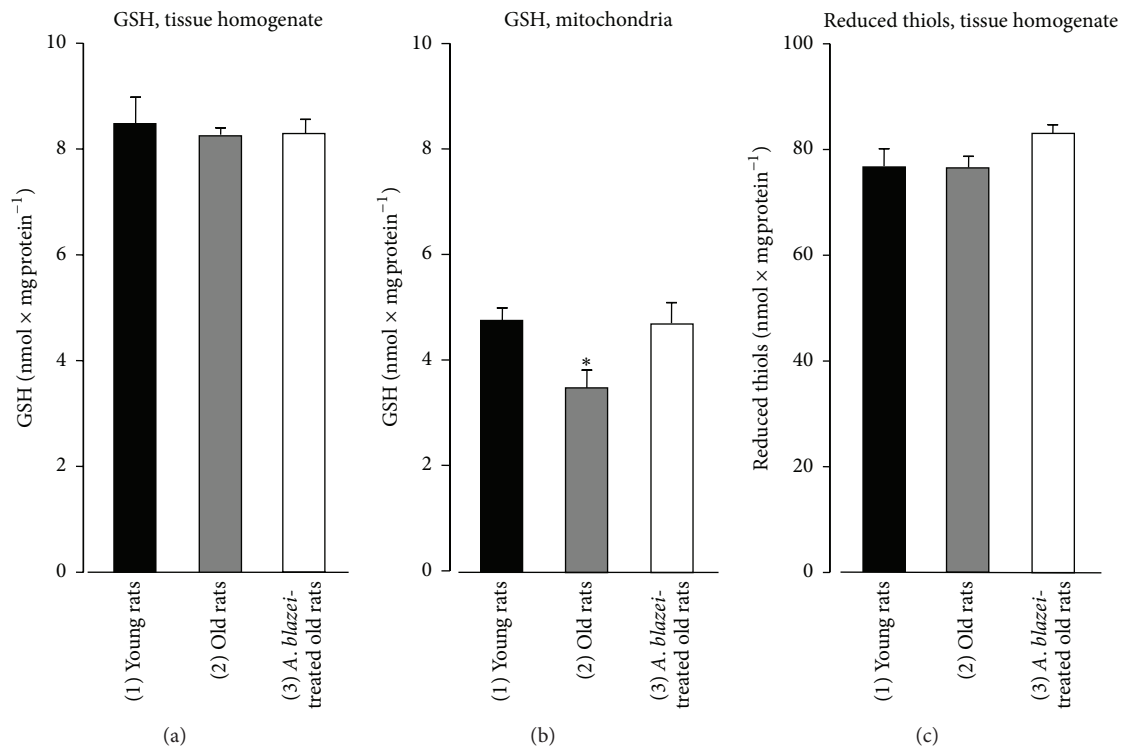 GSH, tissue homogenate
10
8
6
4
2
0
GSH (nmol × mg protein⁻¹)
(1) Young rats
(2) Old rats
(3) A. blazei-
treated old rats
(a)
GSH, mitochondria
10
8
6
4
2
0
GSH (nmol × mg protein⁻¹)
*
(1) Young rats
(2) Old rats
(3) A. blazei-
treated old rats
(b)
Reduced thiols, tissue homogenate
100
80
60
40
20
0
Reduced thiols (nmol × mg protein⁻¹)
(1) Young rats
(2) Old rats
(3) A. blazei-
treated old rats
(c)